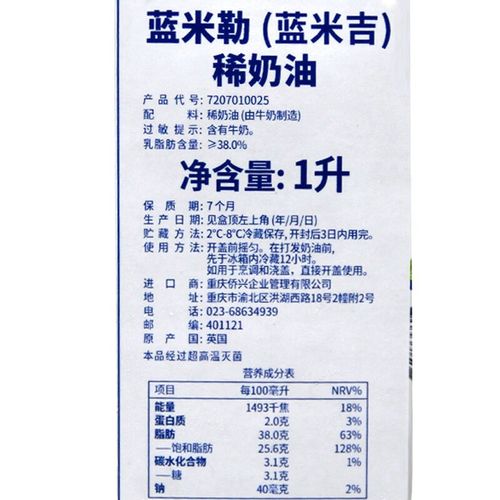 蓝米勒(蓝米吉)
稀奶油
产品代号: 7207010025
配 料: 稀奶油(由牛奶制造)
过敏提示: 含有牛奶。
乳脂肪含量: ≥38.0%
净含量: 1升
保 质 期: 7个月
生产日期: 见盒顶左上角(年/月/日)
贮藏方法: 2℃-8℃冷藏保存,开封后3日内用完。
使用方法: 开盖前摇匀。在打发奶油前,
先于冰箱内冷藏12小时。
如用于烹调和浇盖,直接开盖使用。
进 口 商: 重庆侨兴企业管理有限公司
地 址: 重庆市渝北区洪湖西路18号2幢附2号
电 话: 023-68634939
邮 编: 401121
原 产 国: 英国
本品经过超高温灭菌
营养成分表
项目 每100毫升 NRV%
能量 1493千焦 18%
蛋白质 2.0克 3%
脂肪 38.0克 63%
—饱和脂肪 25.6克 128%
碳水化合物 3.1克 1%
—糖 3.1克
钠 40毫克 2%